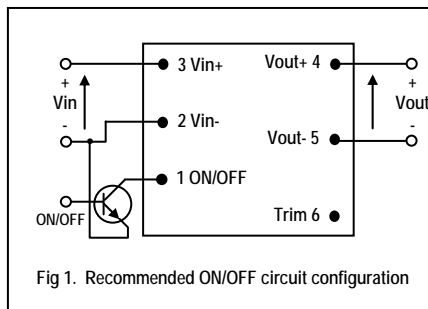 3 Vin+
Vout+ 4
+
Vin
-
+
Vout
-
2 Vin-
Vout- 5
1 ON/OFF
ON/OFF
Trim 6
Fig 1. Recommended ON/OFF circuit configuration